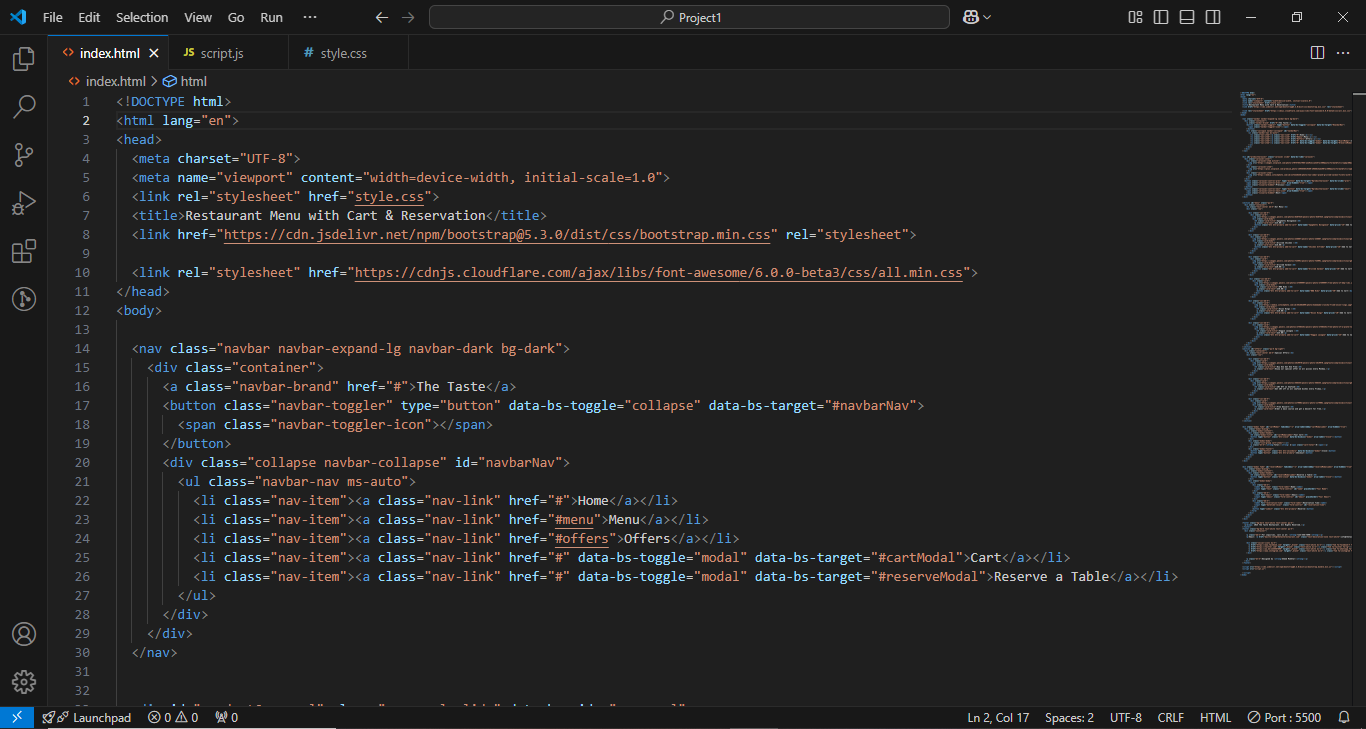 File Edit Selection View Go Run ··· Project1
index.html JS script.js # style.css
index.html > html
1 <!DOCTYPE html>
2 <html lang="en">
3 <head>
4 <meta charset="UTF-8">
5 <meta name="viewport" content="width=device-width, initial-scale=1.0">
6 <link rel="stylesheet" href="style.css">
7 <title>Restaurant Menu with Cart & Reservation</title>
8 <link href="https://cdn.jsdelivr.net/npm/bootstrap@5.3.0/dist/css/bootstrap.min.css" rel="stylesheet">
9
10 <link rel="stylesheet" href="https://cdnjs.cloudflare.com/ajax/libs/font-awesome/6.0.0-beta3/css/all.min.css">
11 </head>
12 <body>
13
14 <nav class="navbar navbar-expand-lg navbar-dark bg-dark">
15 <div class="container">
16 <a class="navbar-brand" href="#">The Taste</a>
17 <button class="navbar-toggler" type="button" data-bs-toggle="collapse" data-bs-target="#navbarNav">
18 <span class="navbar-toggler-icon"></span>
19 </button>
20 <div class="collapse navbar-collapse" id="navbarNav">
21 <ul class="navbar-nav ms-auto">
22 <li class="nav-item"><a class="nav-link" href="#">Home</a></li>
23 <li class="nav-item"><a class="nav-link" href="#menu">Menu</a></li>
24 <li class="nav-item"><a class="nav-link" href="#offers">Offers</a></li>
25 <li class="nav-item"><a class="nav-link" href="#" data-bs-toggle="modal" data-bs-target="#cartModal">Cart</a></li>
26 <li class="nav-item"><a class="nav-link" href="#" data-bs-toggle="modal" data-bs-target="#reserveModal">Reserve a Table</a></li>
27 </ul>
28 </div>
29 </div>
30 </nav>
31
32
Launchpad 0 0 0 Ln 2, Col 17 Spaces: 2 UTF-8 CRLF HTML Port : 5500